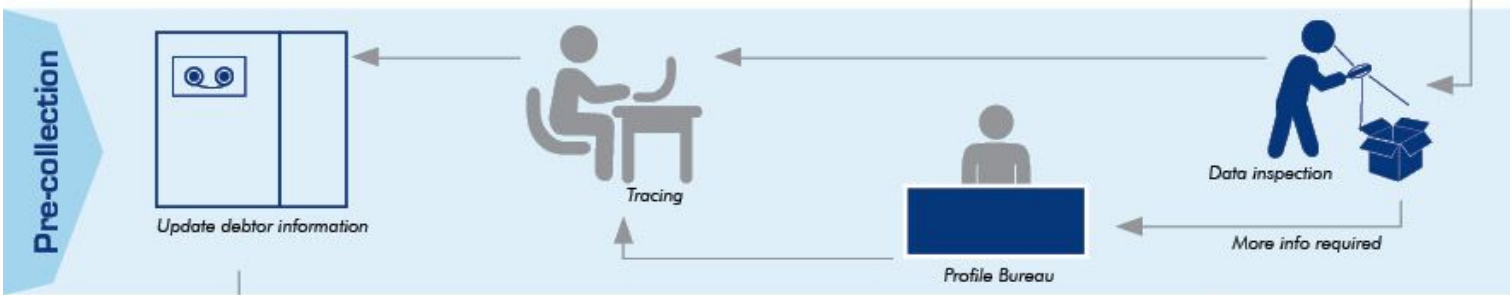 Pre-collection
Update debtor information
Tracing
Profile Bureau
Data inspection
More info required